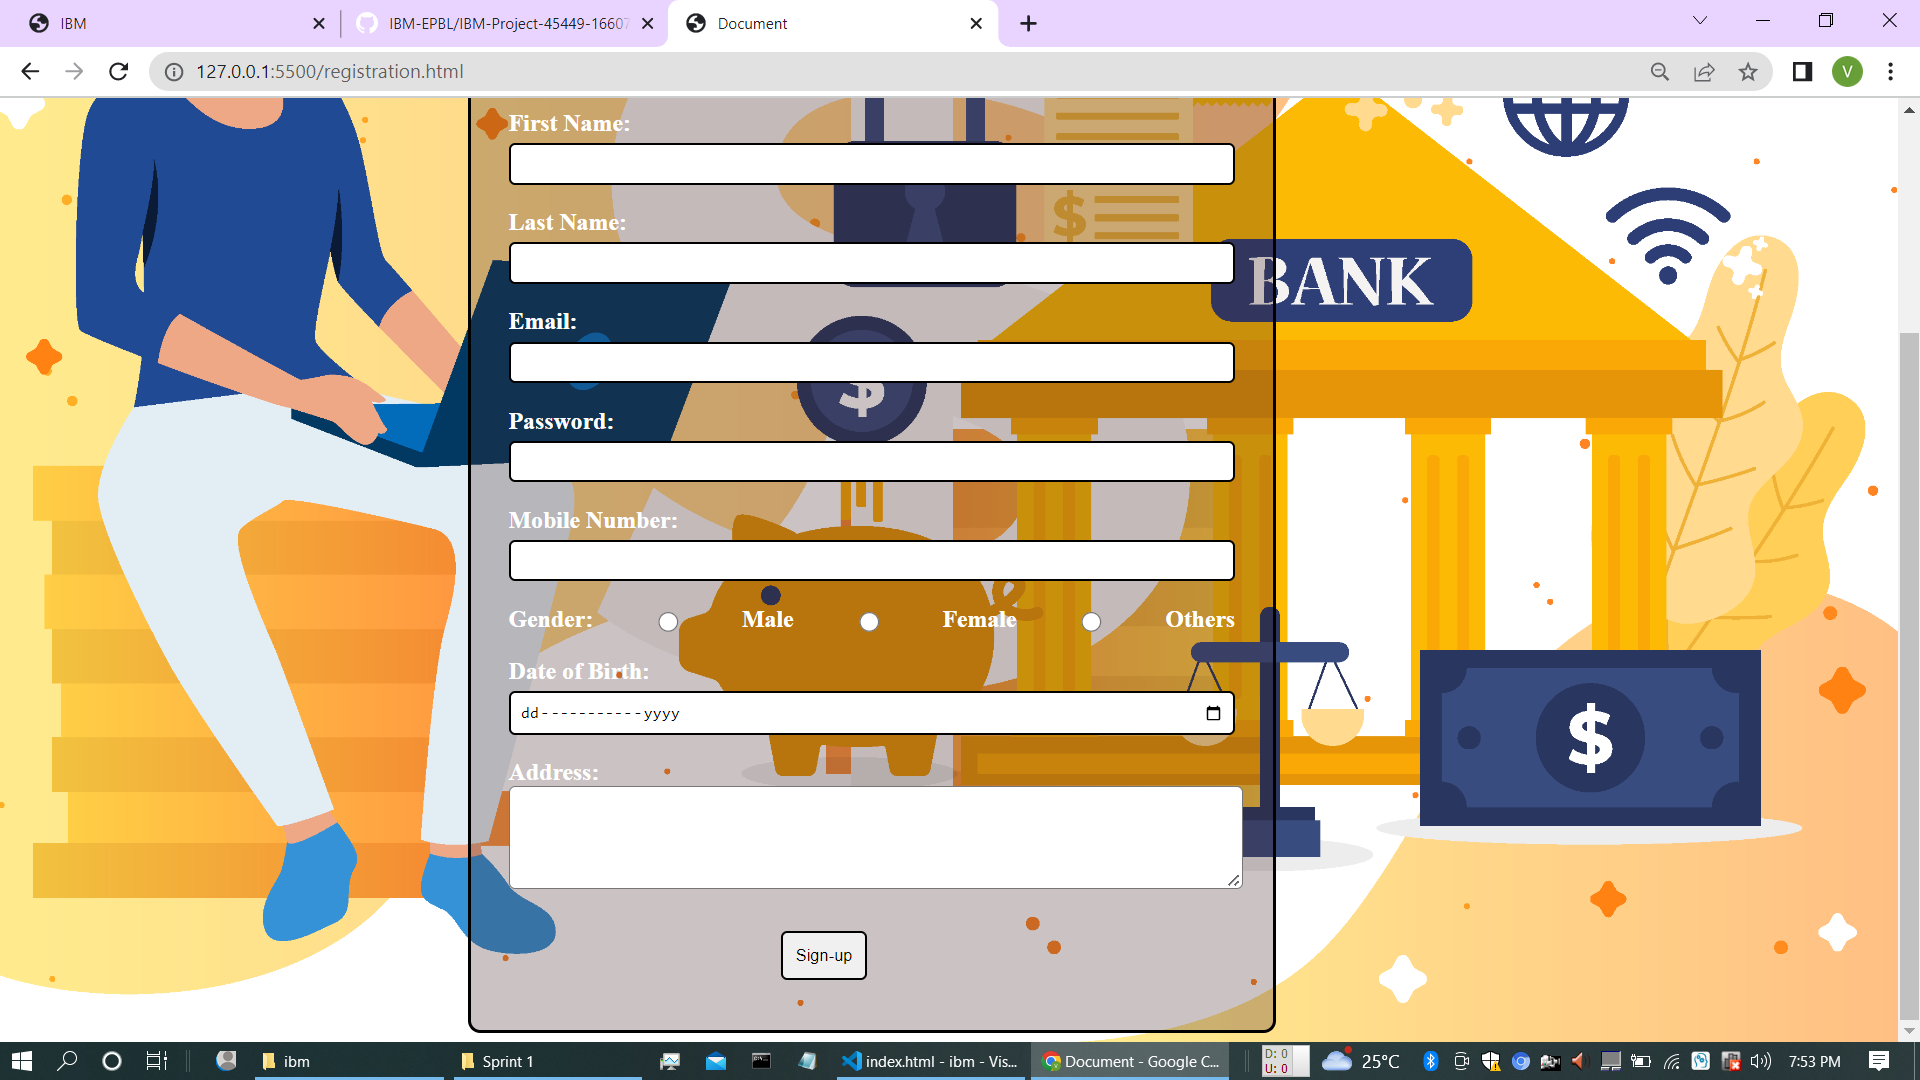 IBM
IBM-EPBL/IBM-Project-45449-16607
Document
127.0.0.1:5500/registration.html
V
First Name:
$
Last Name:
BANK
Email:
$
Password:
Mobile Number:
Gender: Male Female Others
Date of Birth:
dd-----------yyyy
$
Address:
Sign-up
ibm
Sprint 1
index.html - ibm - Vis...
Document - Google C...
D: 0
U: 0
25°C
7:53 PM